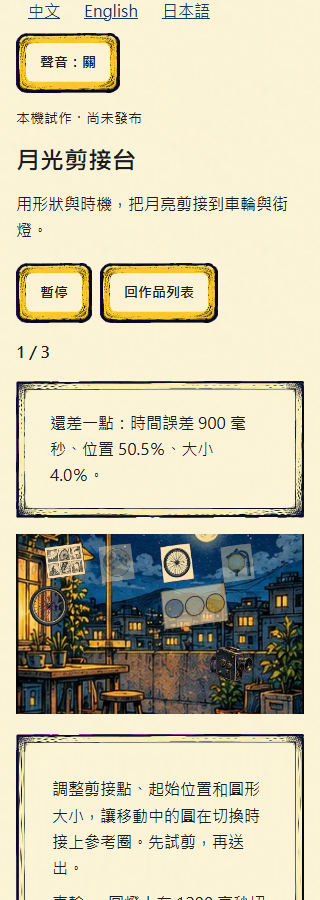 中文 English 日本語
聲音：關
本機試作・尚未發布
月光剪接台
用形狀與時機，把月亮剪接到車輪與街
燈。
暫停 回作品列表
1 / 3
還差一點：時間誤差 900 毫
秒、位置 50.5%、大小
4.0%。
調整剪接點、起始位置和圓形
大小，讓移動中的圓在切換時
接上參考圈。先試剪，再送
出。